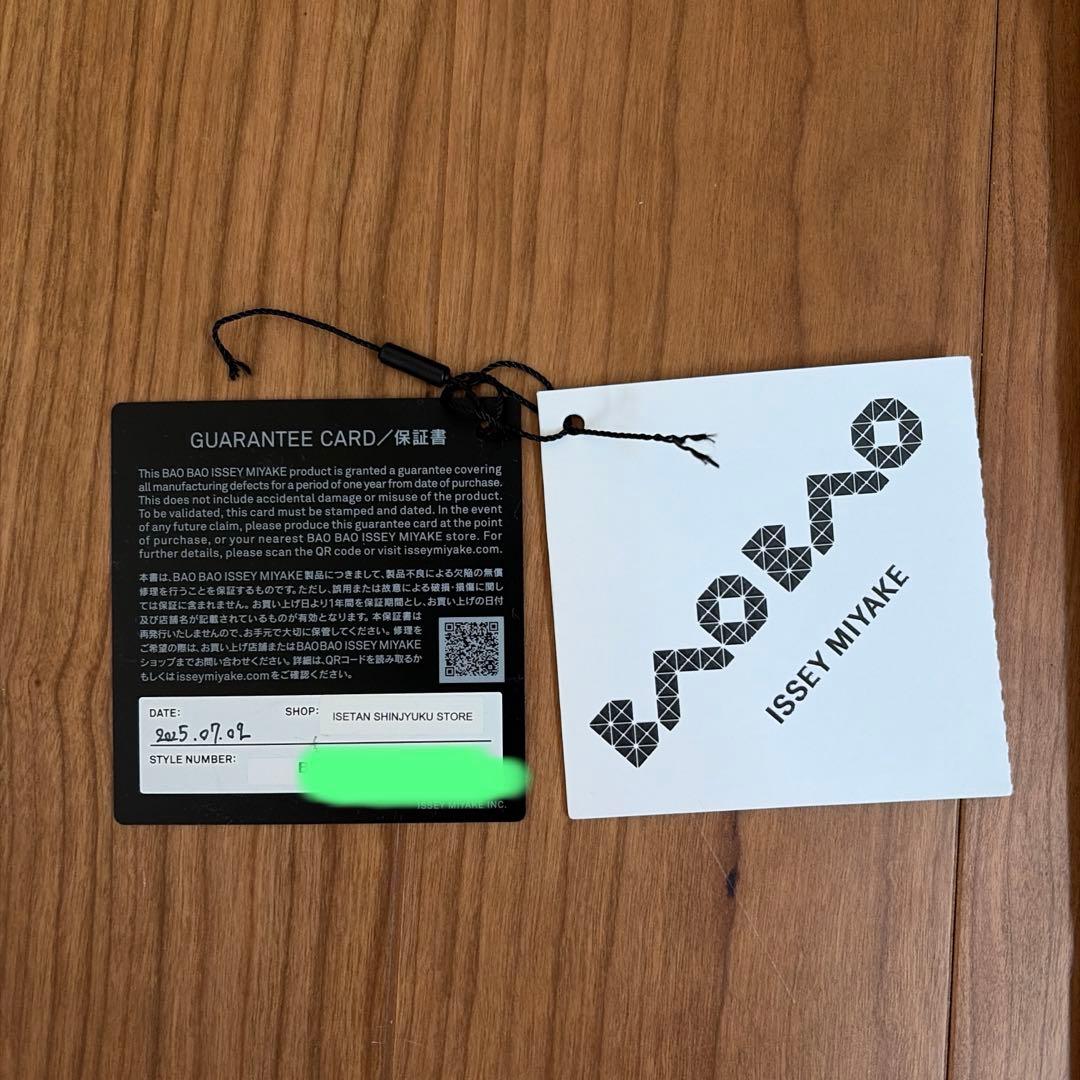 GUARANTEE CARD/保証書
This BAO BAO ISSEY MIYAKE product is granted a guarantee covering
all manufacturing defects for a period of one year from date of purchase.
This does not include accidental damage or misuse of the product.
To be validated, this card must be stamped and dated. In the event
of any future claim, please produce this guarantee card at the point
of purchase, or your nearest BAO BAO ISSEY MIYAKE store. For
further details, please scan the QR code or visit isseymiyake.com.
本書は、BAO BAO ISSEY MIYAKE製品につきまして、製品不良による欠陥の無償
修理を行うことを保証するものです。ただし、誤用または故意による破損・損傷に関し
ては保証に含まれません。お買い上げ日より1年間を保証期間とし、お買い上げの日付
及び店舗名が記載されているものが有効となります。本保証書は
再発行いたしませんので、お手元で大切に保管してください。修理を
ご希望の際は、お買い上げ店舗またはBAO BAO ISSEY MIYAKE
ショップまでお問い合わせください。詳細は、QRコードを読み取るか
もしくはisseymiyake.comをご確認ください。
DATE: 2025.07.02 SHOP: ISETAN SHINJYUKU STORE
STYLE NUMBER:
ISSEY MIYAKE INC.
BAO BAO
ISSEY MIYAKE